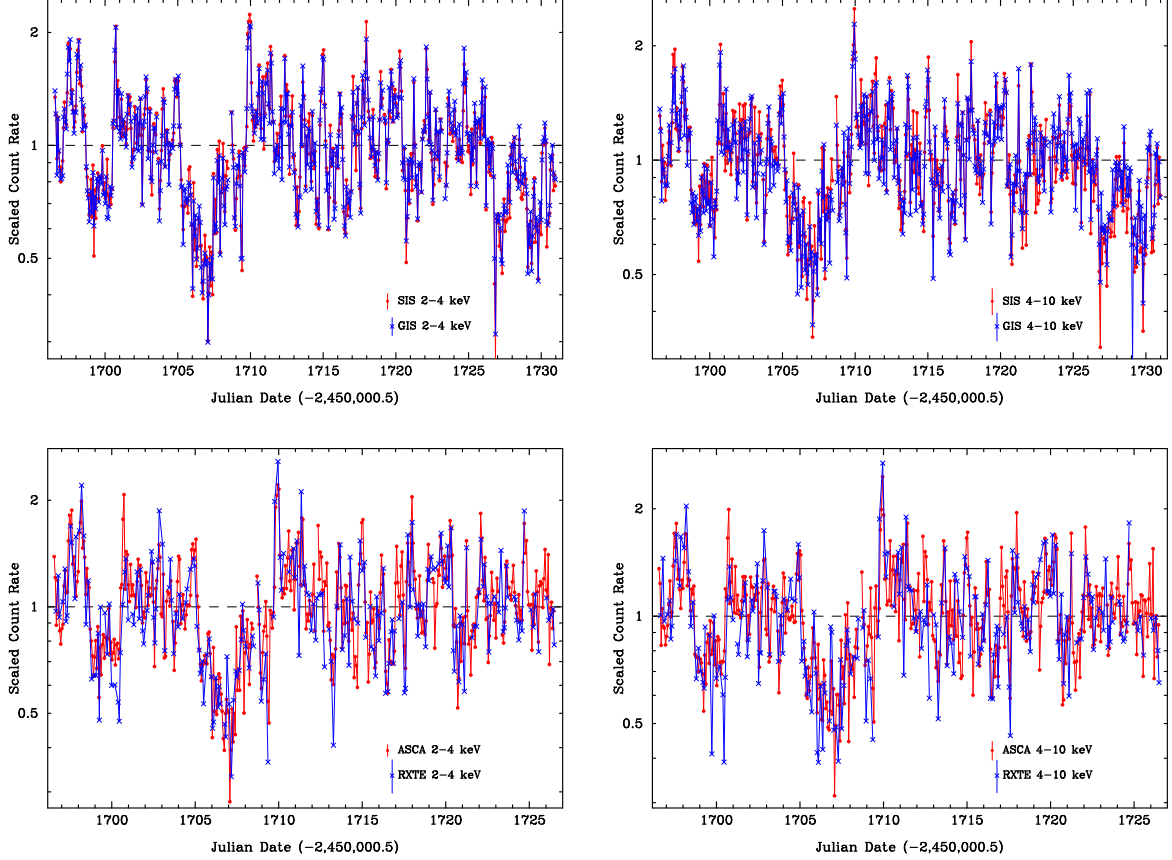 Scaled Count Rate
2
1
0.5
SIS 2−4 keV
GIS 2−4 keV
1700 1705 1710 1715 1720 1725 1730
Julian Date (−2,450,000.5)
Scaled Count Rate
2
1
0.5
SIS 4−10 keV
GIS 4−10 keV
1700 1705 1710 1715 1720 1725 1730
Julian Date (−2,450,000.5)
Scaled Count Rate
2
1
0.5
ASCA 2−4 keV
RXTE 2−4 keV
1700 1705 1710 1715 1720 1725
Julian Date (−2,450,000.5)
Scaled Count Rate
2
1
0.5
ASCA 4−10 keV
RXTE 4−10 keV
1700 1705 1710 1715 1720 1725
Julian Date (−2,450,000.5)